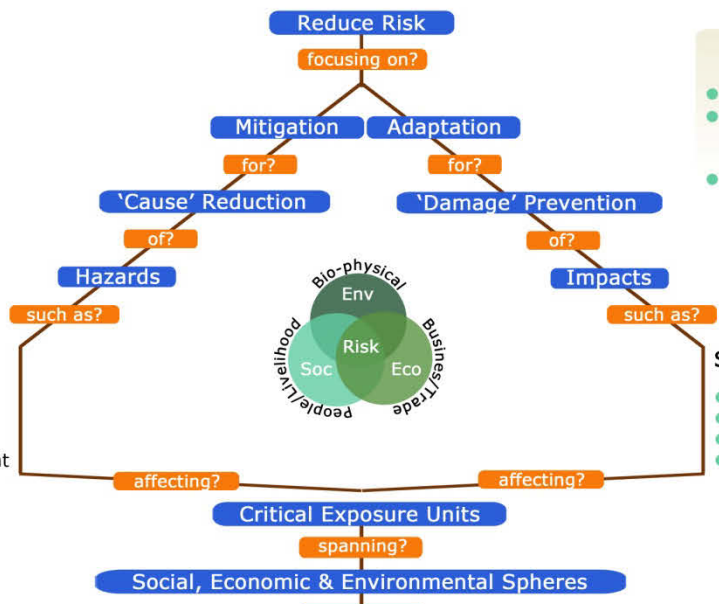 Reduce Risk
focusing on?
Mitigation
Adaptation
for?
for?
'Cause' Reduction
'Damage' Prevention
of?
of?
Hazards
Impacts
such as?
such as?
Bio-physical
Env
Risk
Soc
Eco
People/Livelihood
Busines/Trade
affecting?
affecting?
Critical Exposure Units
spanning?
Social, Economic & Environmental Spheres